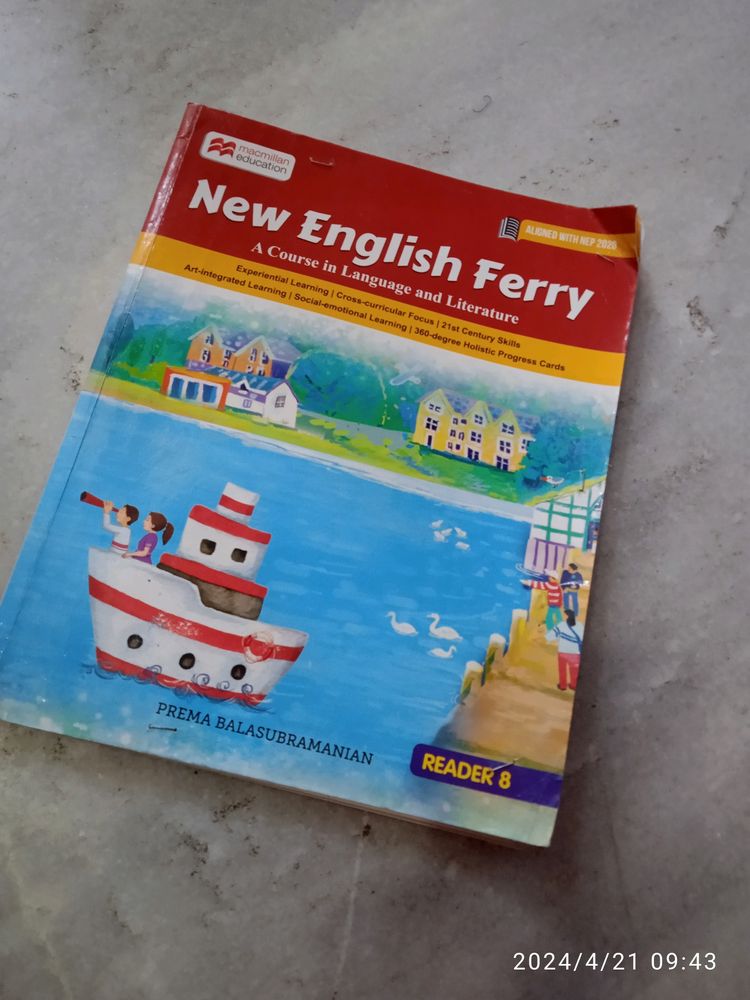 macmillan
education
ALIGNED WITH NEP 2020
New English Ferry
A Course in Language and Literature
Experiential Learning | Cross-curricular Focus | 21st Century Skills
Art-integrated Learning | Social-emotional Learning | 360-degree Holistic Progress Cards
PREMA BALASUBRAMANIAN
READER 8
2024/4/21 09:43